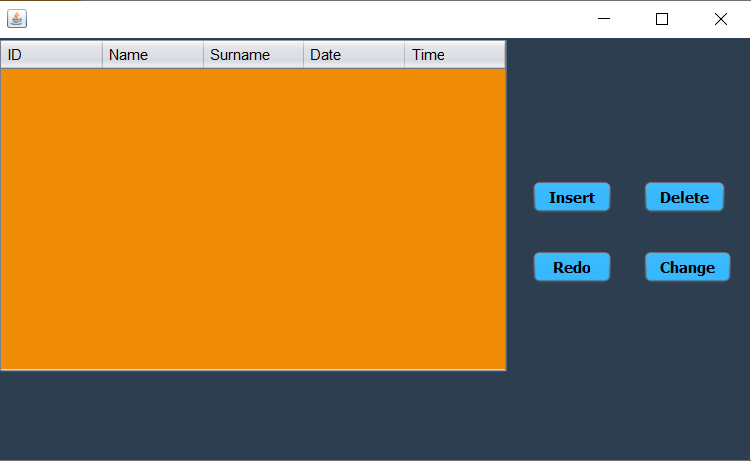 ID Name Surname Date Time
Insert Delete
Redo Change